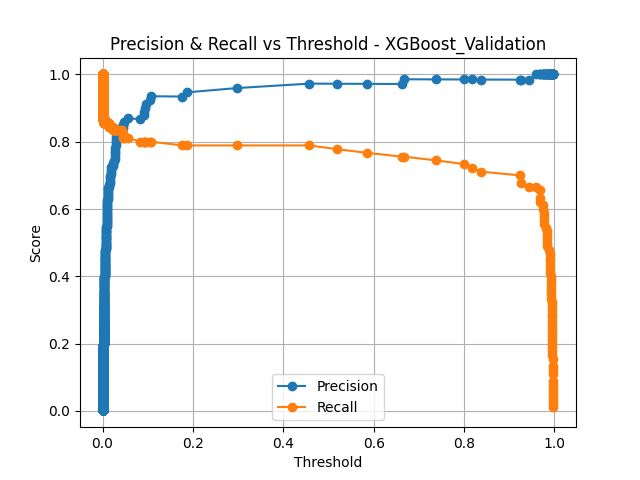 Precision & Recall vs Threshold - XGBoost_Validation
Score
1.0
0.8
0.6
0.4
0.2
0.0
0.0 0.2 0.4 0.6 0.8 1.0
Threshold
Precision
Recall